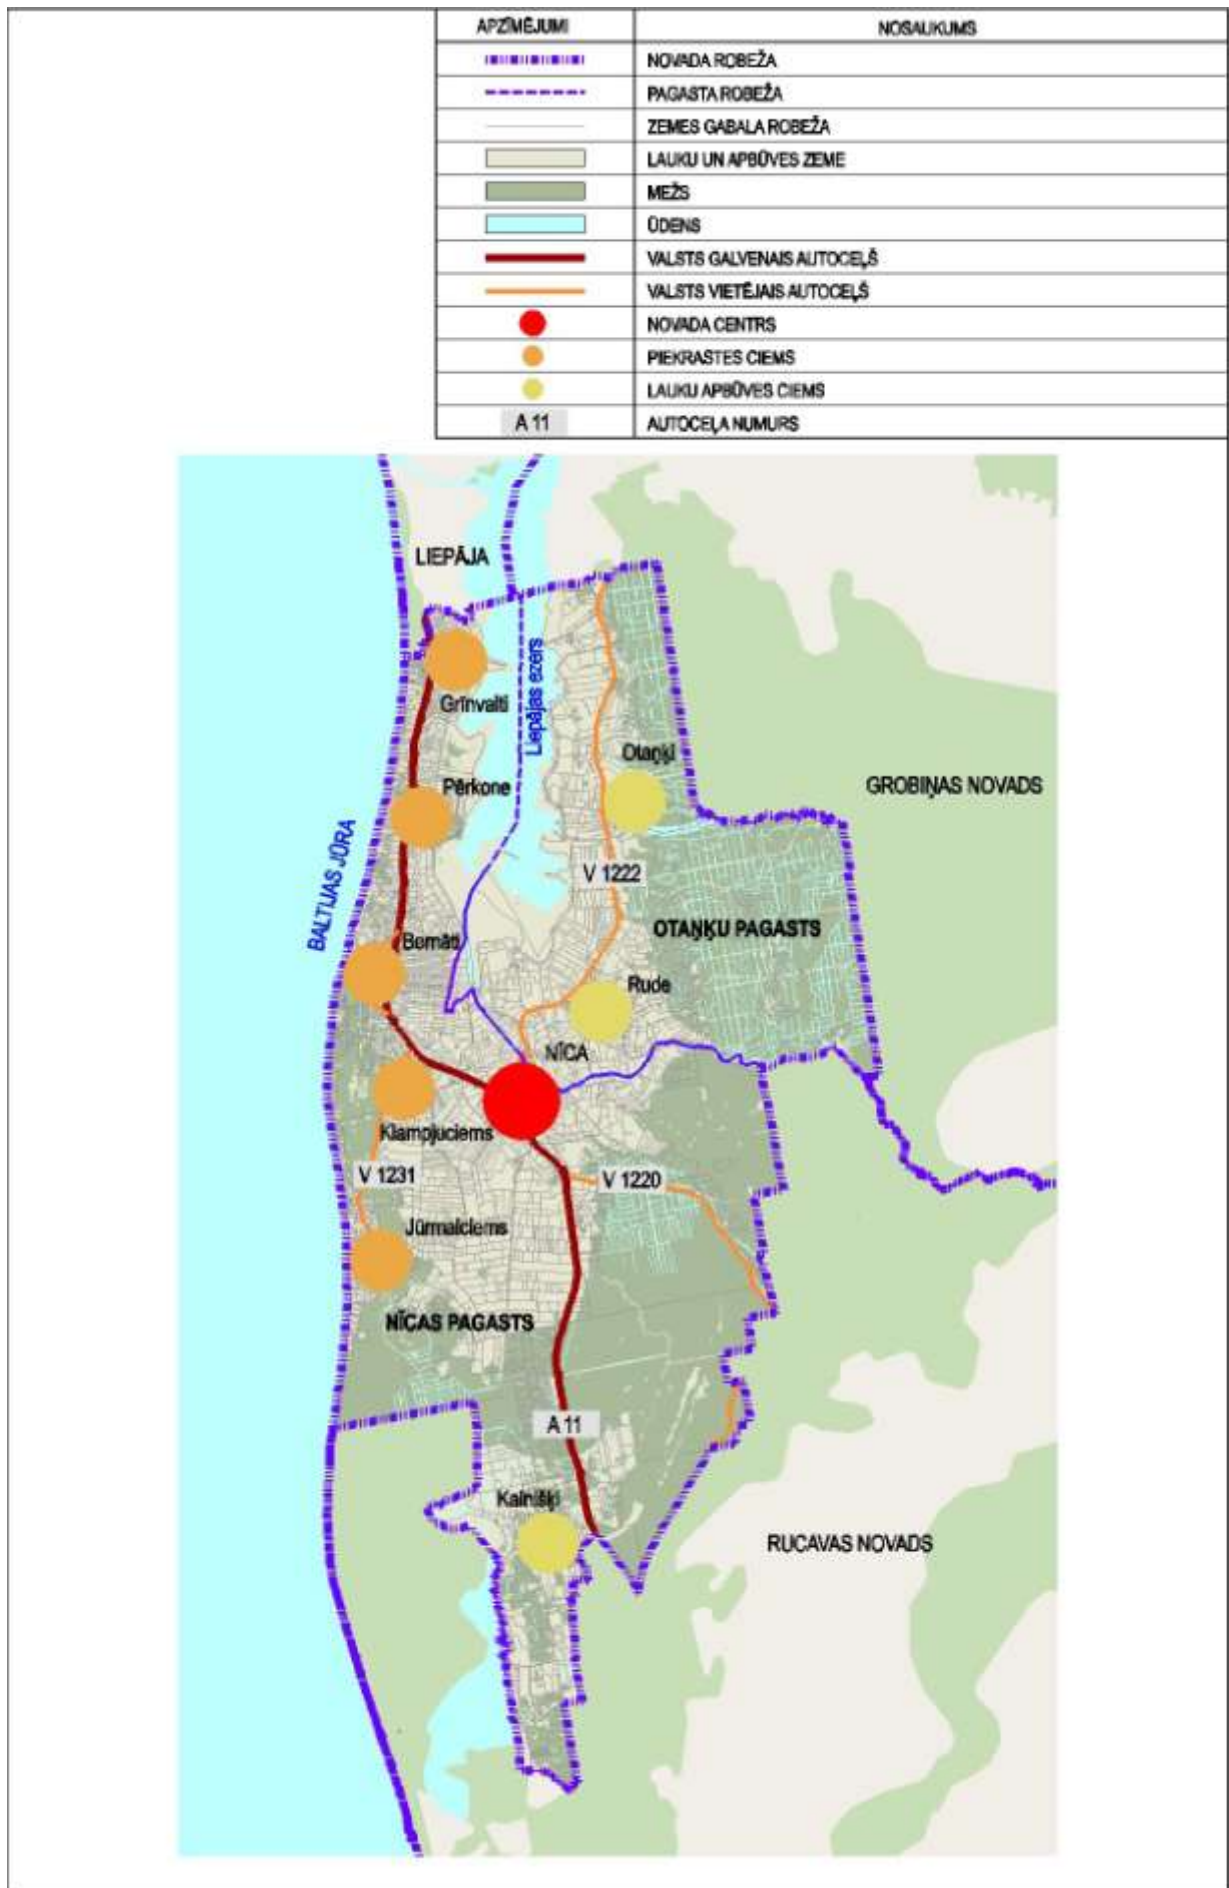 APZĪMĒJUMI NOSAUKUMS
NOVADA ROBEŽA
PAGASTA ROBEŽA
ZEMES GABALA ROBEŽA
LAUKU UN APBŪVES ZEME
MEŽS
ŪDENS
VALSTS GALVENAIS AUTOCEĻŠ
VALSTS VIETĒJAIS AUTOCEĻŠ
NOVADA CENTRS
PIEKRASTES CIEMS
LAUKU APBŪVES CIEMS
A 11 AUTOCEĻA NUMURS
LIEPĀJA
Liepājas ezers
Grīnvalti
Otaņķi
Pērkone
GROBIŅAS NOVADS
BALTIJAS JŪRA
V 1222
OTAŅĶU PAGASTS
Bernāti
Rude
NĪCA
Klampjuciems
V 1231
V 1220
Jūrmalciems
NĪCAS PAGASTS
A 11
Kalnišķi
RUCAVAS NOVADS